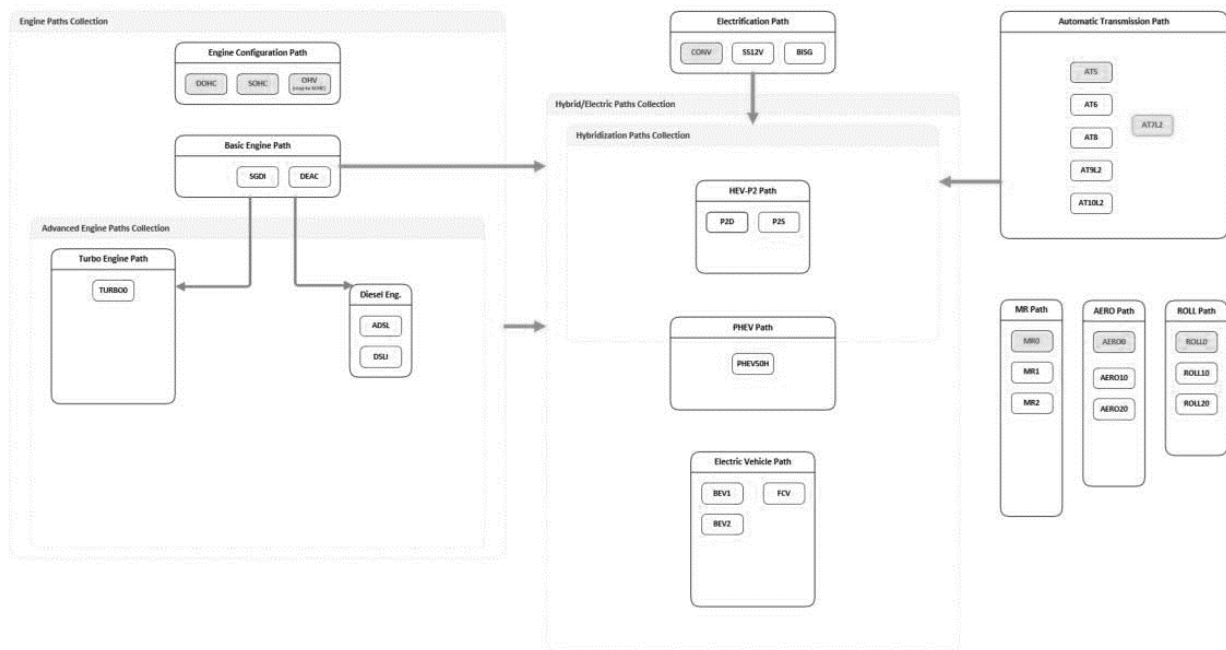 Engine Paths Collection
Engine Configuration Path
DOHC
SOHC
OHV
Basic Engine Path
SGDI
DEAC
Advanced Engine Paths Collection
Turbo Engine Path
TURBO0
Diesel Eng.
ADSL
DSLI
Electrification Path
CONV
SS12V
BISG
Hybrid/Electric Paths Collection
Hybridization Paths Collection
HEV-P2 Path
P2D
P2S
PHEV Path
PHEV50H
Electric Vehicle Path
BEV1
FCV
BEV2
Automatic Transmission Path
AT5
AT6
AT7L2
AT8
AT9L2
AT10L2
MR Path
MR0
MR1
MR2
AERO Path
AERO0
AERO10
AERO20
ROLL Path
ROLL0
ROLL10
ROLL20